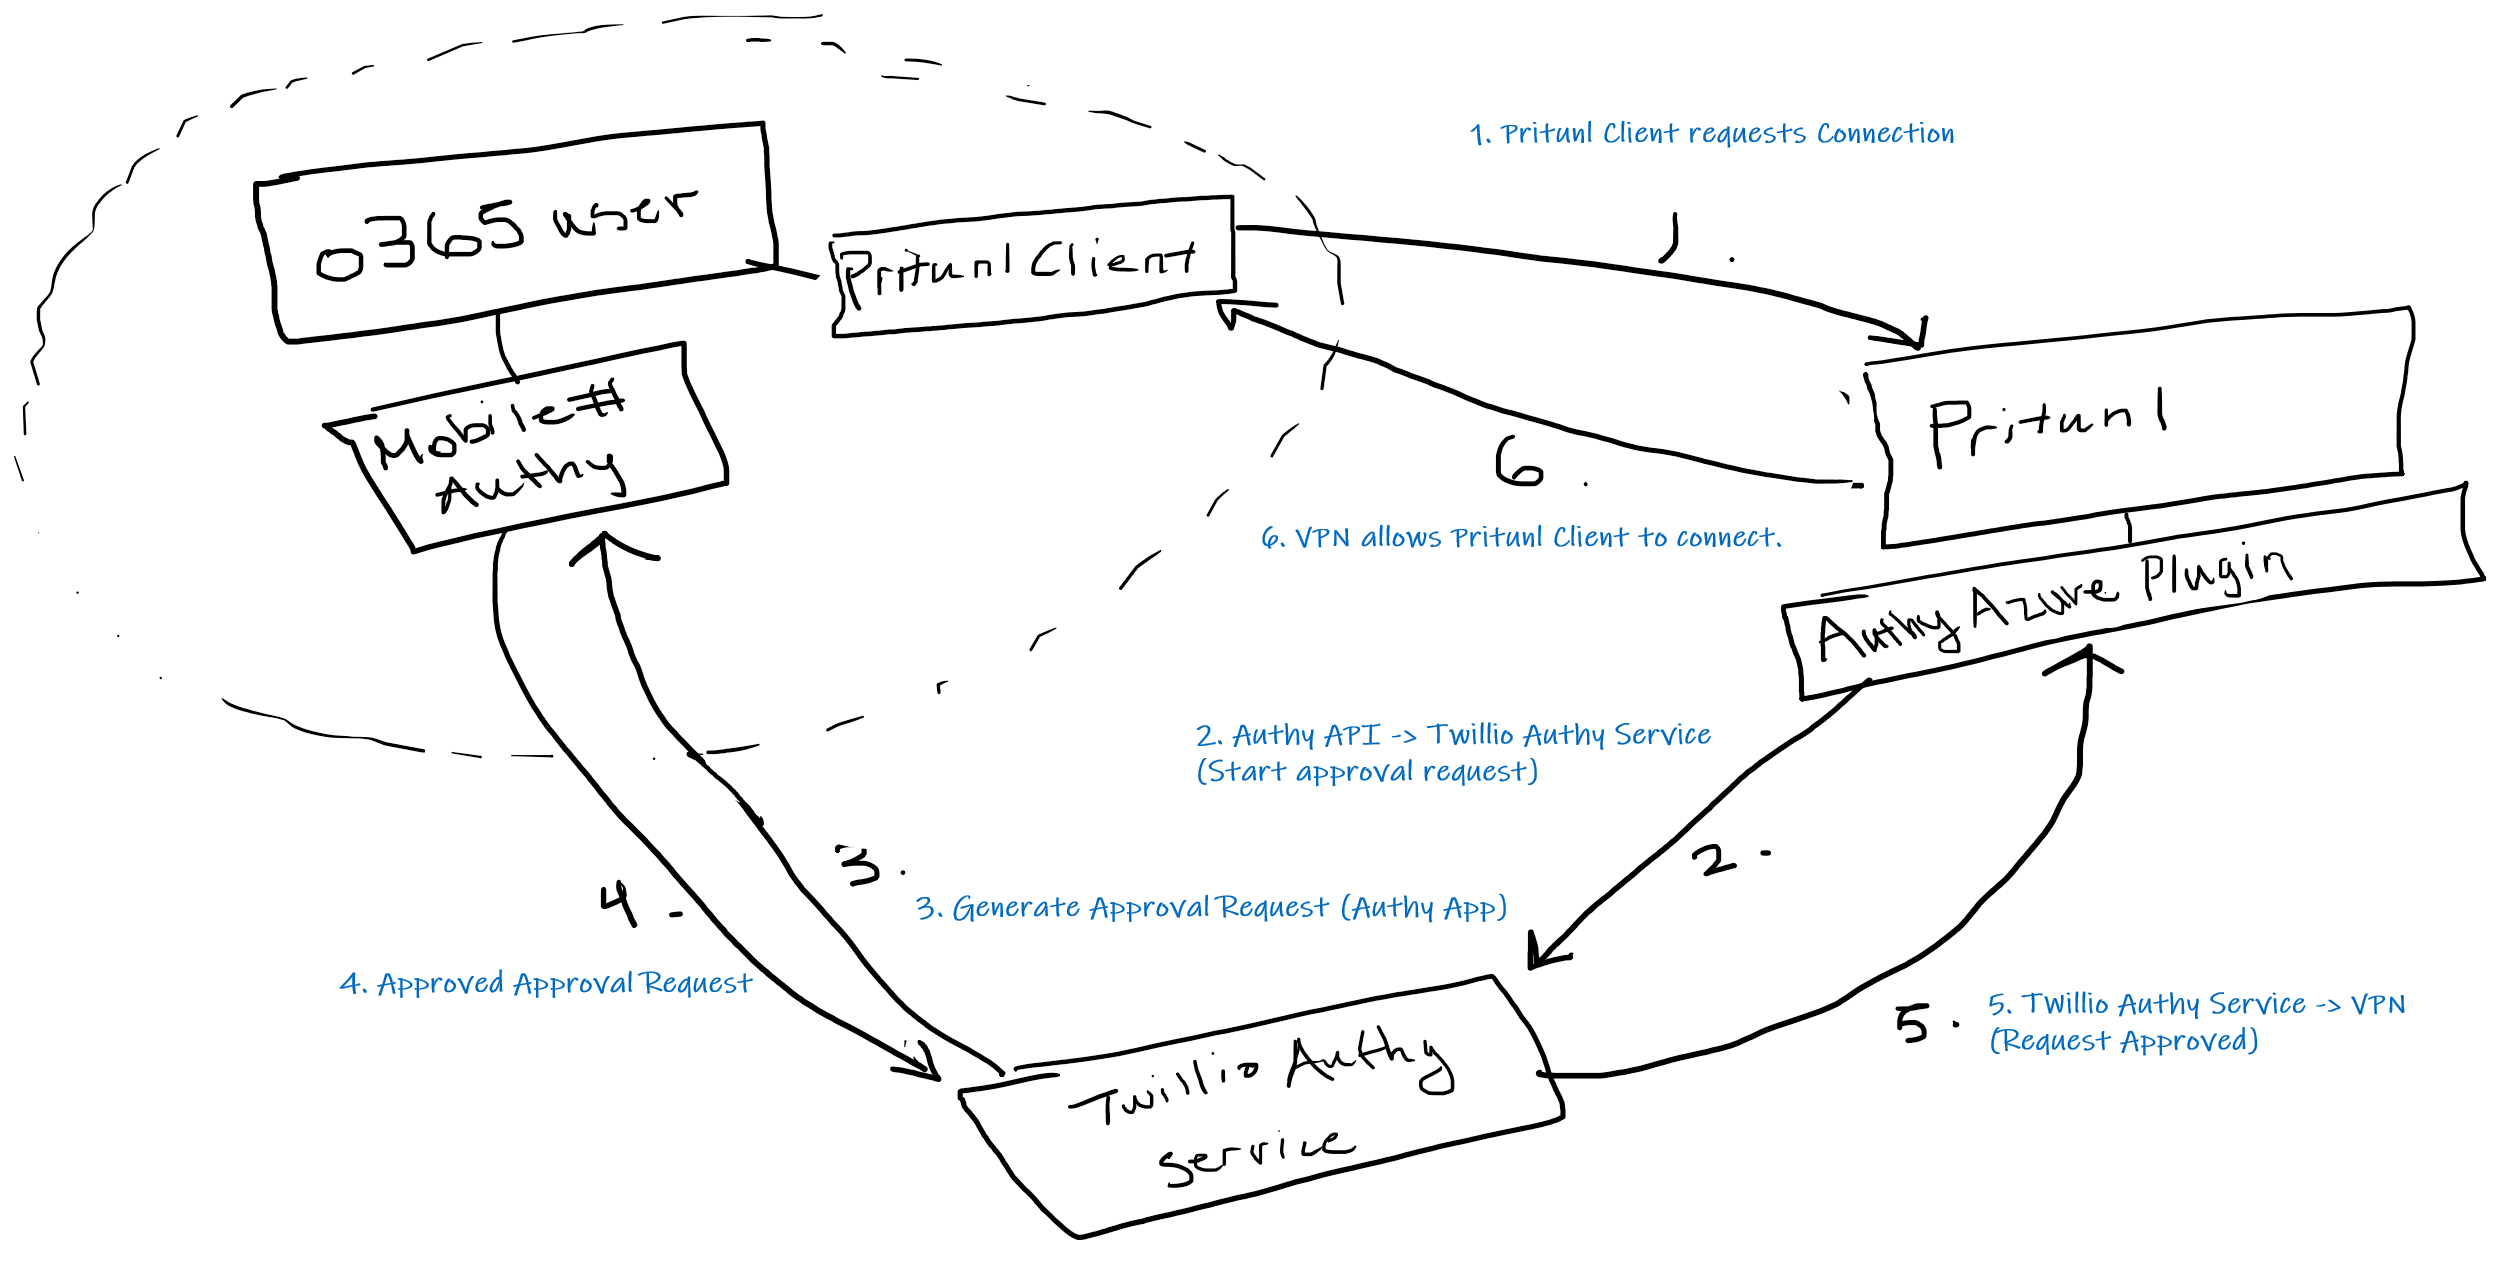 1. Pritunl Client requests Connection
O365 user
Pritunl Client
1.
Mobile#
Authy
Pritunl
6.
6. VPN allows Pritunl Client to connect.
Authy Azure Plugin
2. Authy API -> Twillio Authy Service
(Start approval request)
3.
2.
4.
3. Generate Approval Request (Authy App)
4. Approved Approval Request
5.
5. Twillio Authy Service -> VPN
(Request Approved)
Twillio Authy
Service